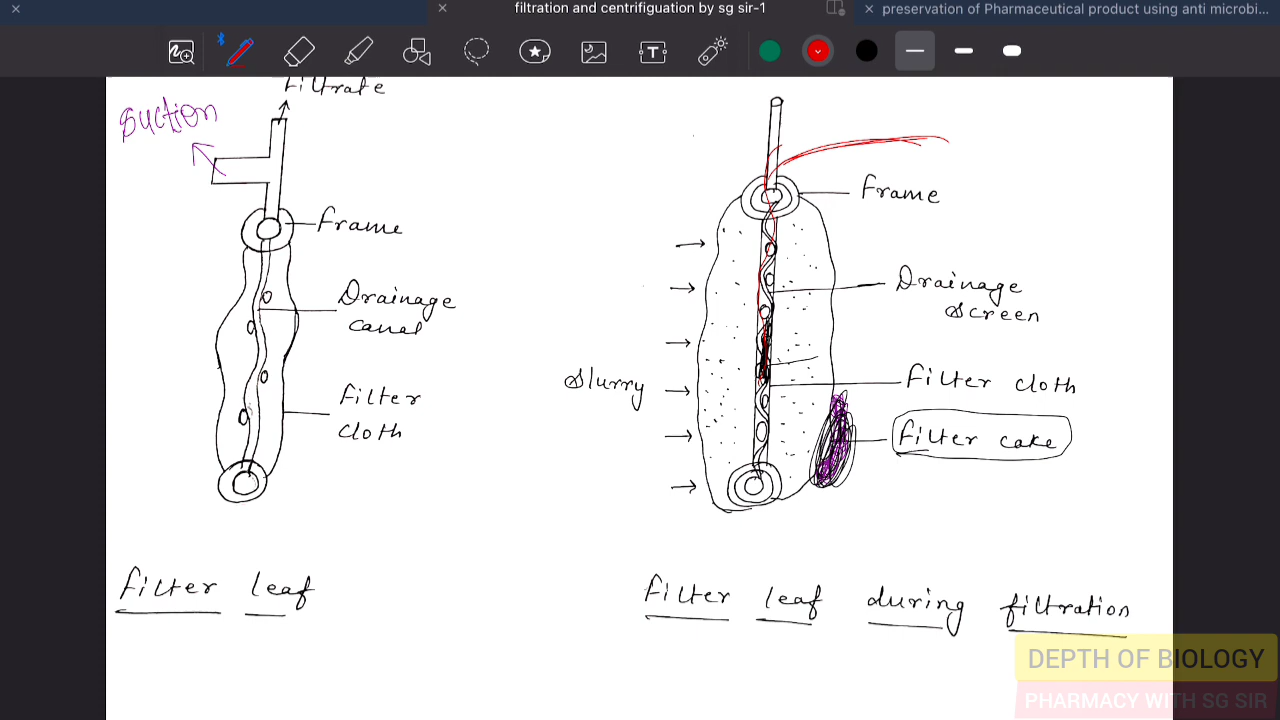 filtration and centrifiguation by sg sir-1
preservation of Pharmaceutical product using anti microbi...
Filtrate
suction
Frame
Drainage
canal
Filter
cloth
Filter leaf
Frame
Drainage
screen
Slurry
Filter cloth
Filter cake
Filter leaf during filtration
DEPTH OF BIOLOGY
PHARMACY WITH SG SIR